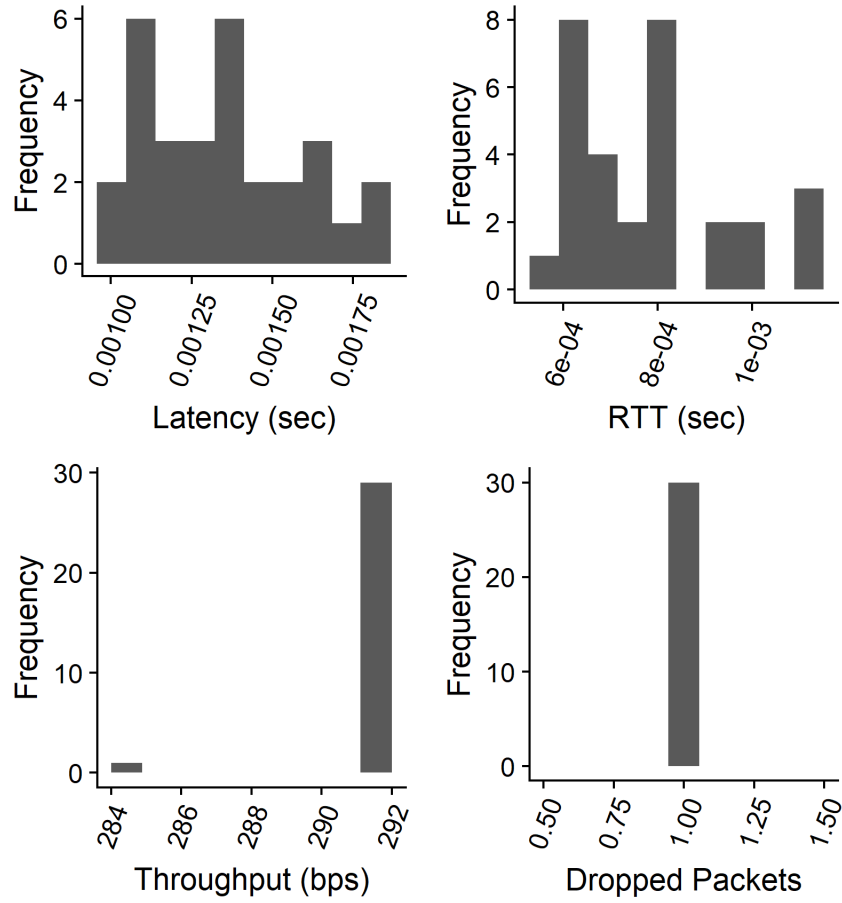 Frequency
6
4
2
0
0.00100
0.00125
0.00150
0.00175
Latency (sec)
Frequency
8
6
4
2
0
6e-04
8e-04
1e-03
RTT (sec)
Frequency
30
20
10
0
284
286
288
290
292
Throughput (bps)
Frequency
30
20
10
0
0.50
0.75
1.00
1.25
1.50
Dropped Packets